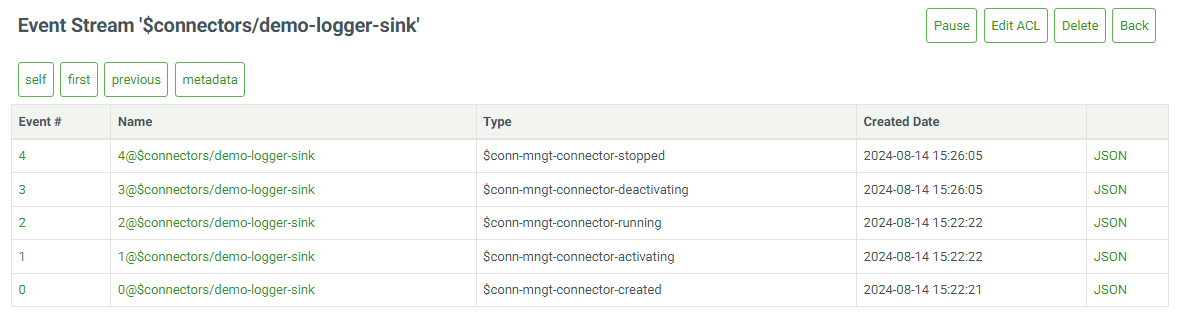 Event Stream '$connectors/demo-logger-sink' Pause Edit ACL Delete Back
self first previous metadata
Event # Name Type Created Date
4 4@$connectors/demo-logger-sink $conn-mngt-connector-stopped 2024-08-14 15:26:05 JSON
3 3@$connectors/demo-logger-sink $conn-mngt-connector-deactivating 2024-08-14 15:26:05 JSON
2 2@$connectors/demo-logger-sink $conn-mngt-connector-running 2024-08-14 15:22:22 JSON
1 1@$connectors/demo-logger-sink $conn-mngt-connector-activating 2024-08-14 15:22:22 JSON
0 0@$connectors/demo-logger-sink $conn-mngt-connector-created 2024-08-14 15:22:21 JSON